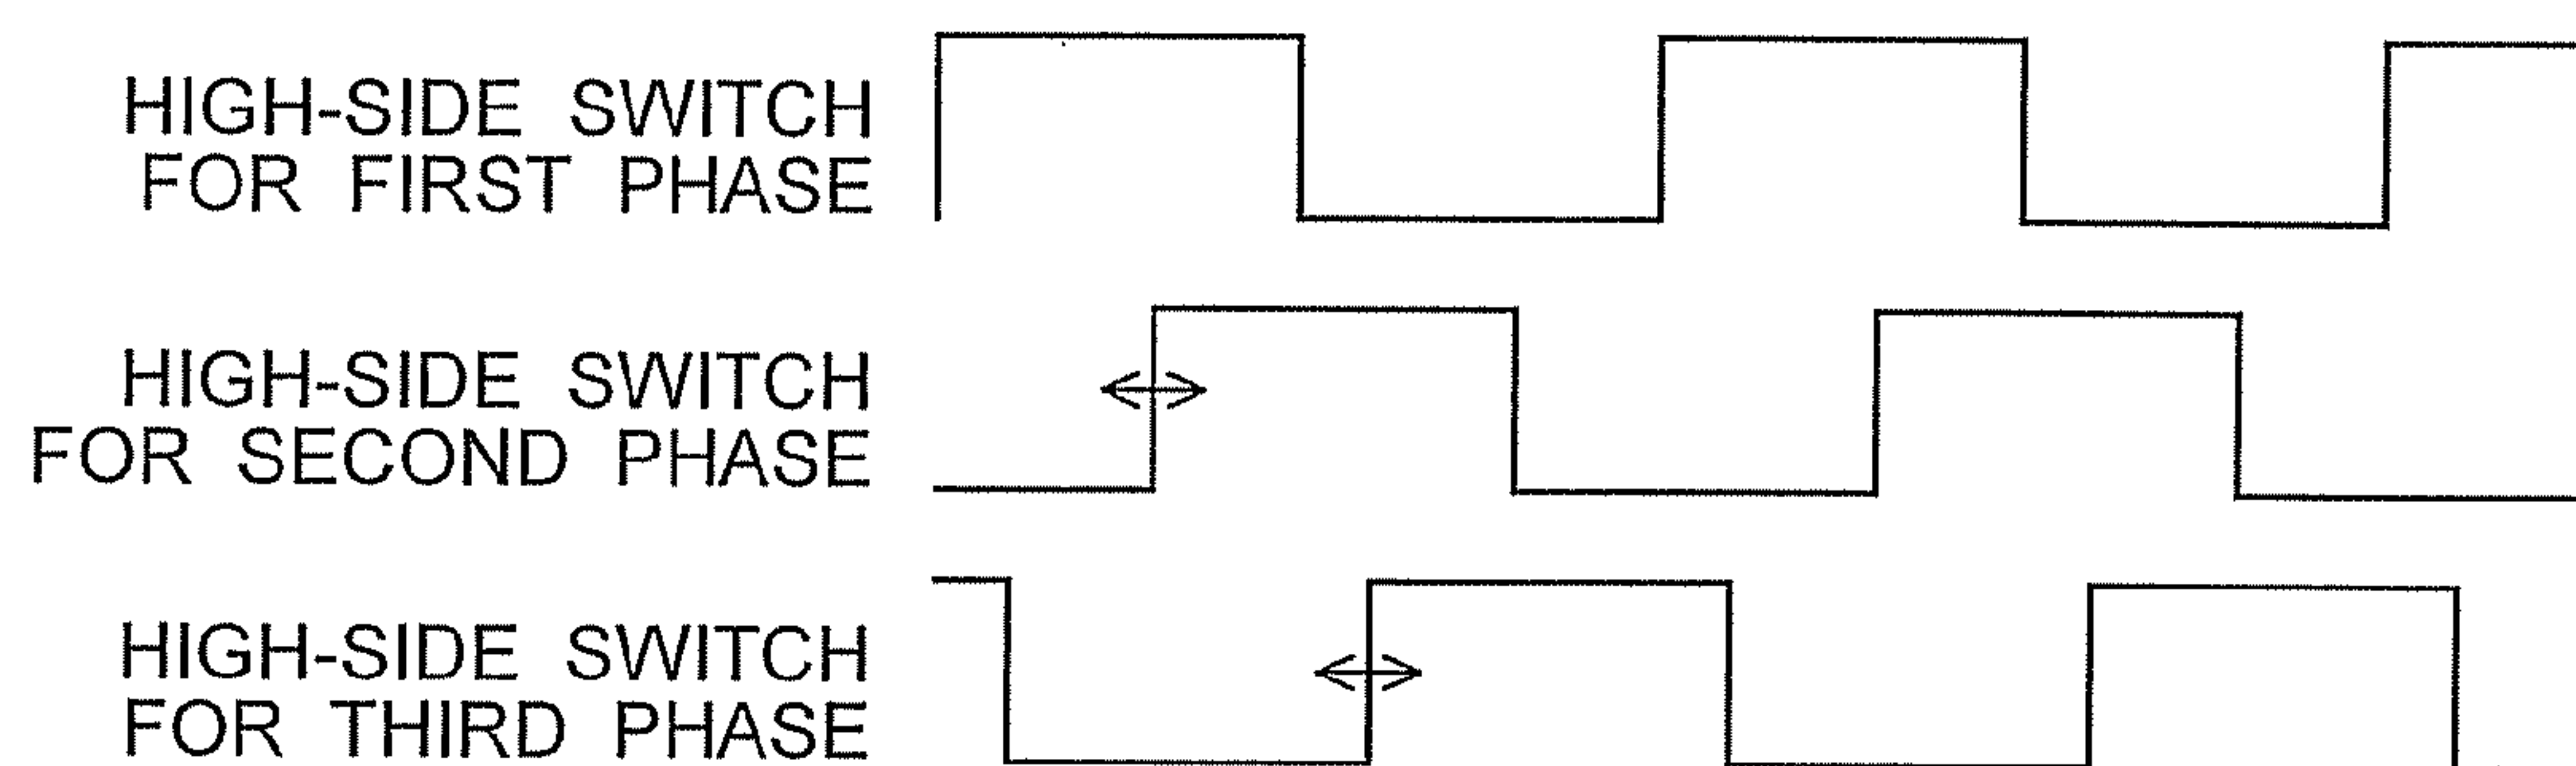 HIGH-SIDE SWITCH
FOR FIRST PHASE
HIGH-SIDE SWITCH
FOR SECOND PHASE
HIGH-SIDE SWITCH
FOR THIRD PHASE